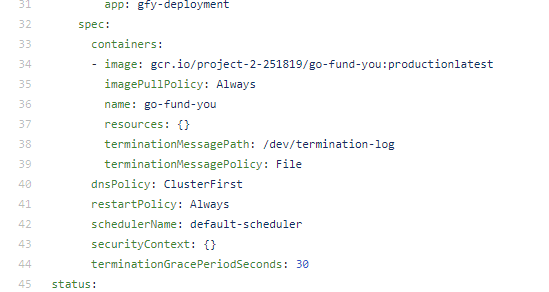 31 app: gfy-deployment
32 spec:
33 containers:
34 - image: gcr.io/project-2-251819/go-fund-you:productionlatest
35 imagePullPolicy: Always
36 name: go-fund-you
37 resources: {}
38 terminationMessagePath: /dev/termination-log
39 terminationMessagePolicy: File
40 dnsPolicy: ClusterFirst
41 restartPolicy: Always
42 schedulerName: default-scheduler
43 securityContext: {}
44 terminationGracePeriodSeconds: 30
45 status: